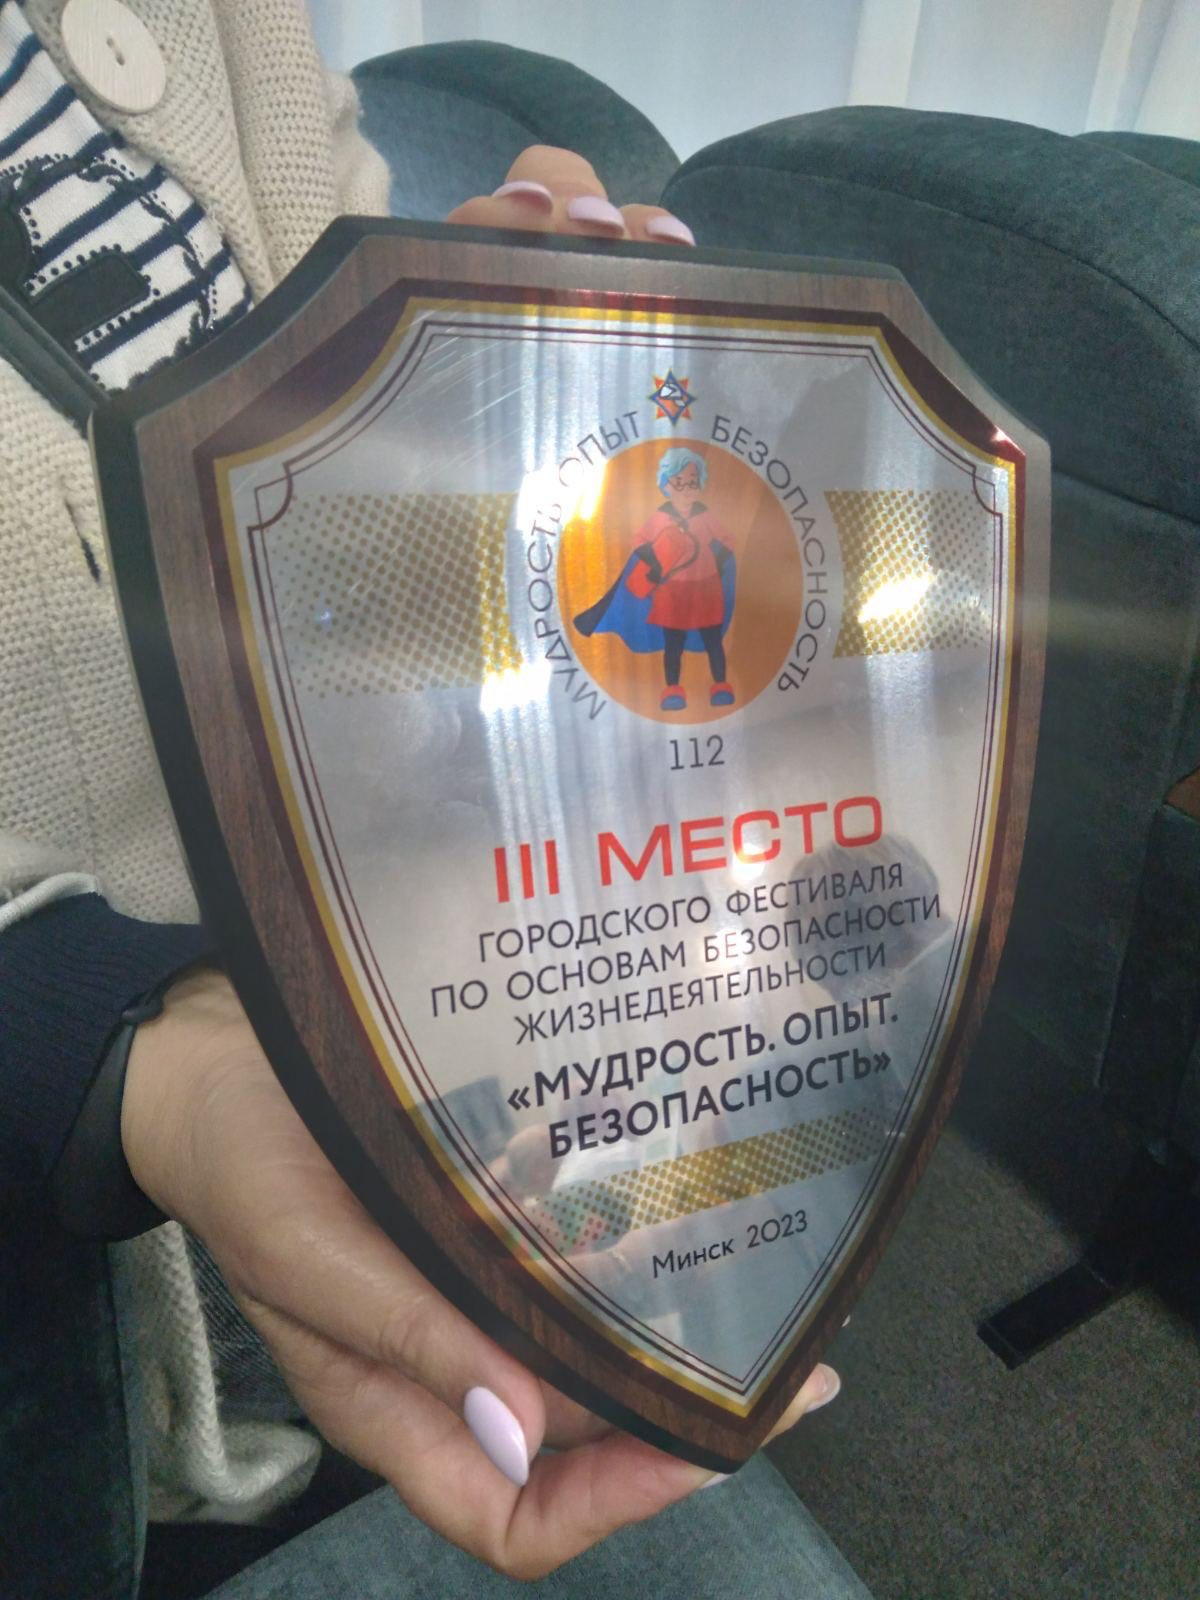 МУДРОСТЬ ОПЫТ БЕЗОПАСНОСТЬ
112
III МЕСТО
ГОРОДСКОГО ФЕСТИВАЛЯ
ПО ОСНОВАМ БЕЗОПАСНОСТИ
ЖИЗНЕДЕЯТЕЛЬНОСТИ
«МУДРОСТЬ. ОПЫТ.
БЕЗОПАСНОСТЬ»
Минск 2023